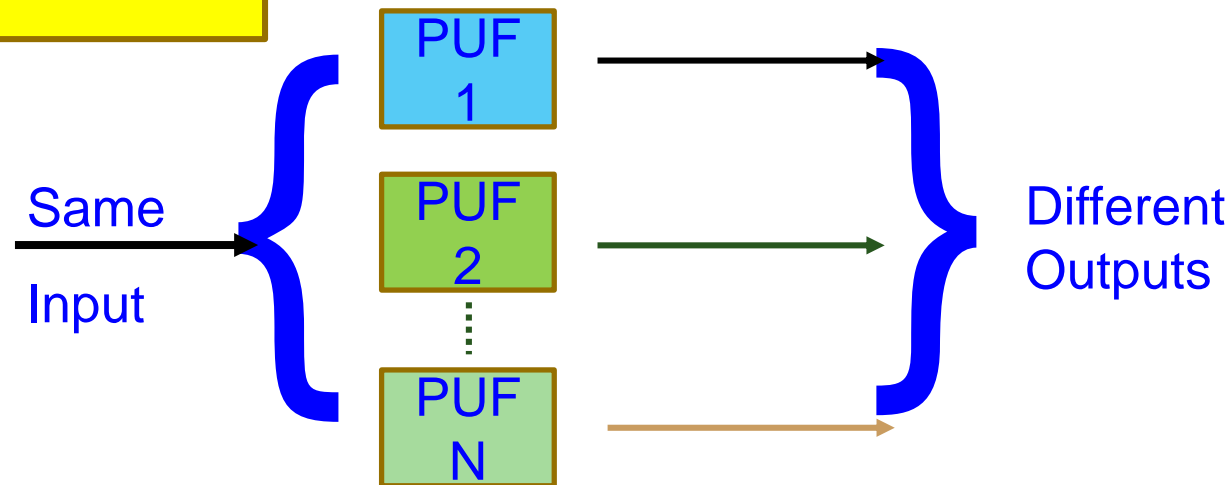 Same
Input
PUF
1
PUF
2
PUF
N
Different
Outputs